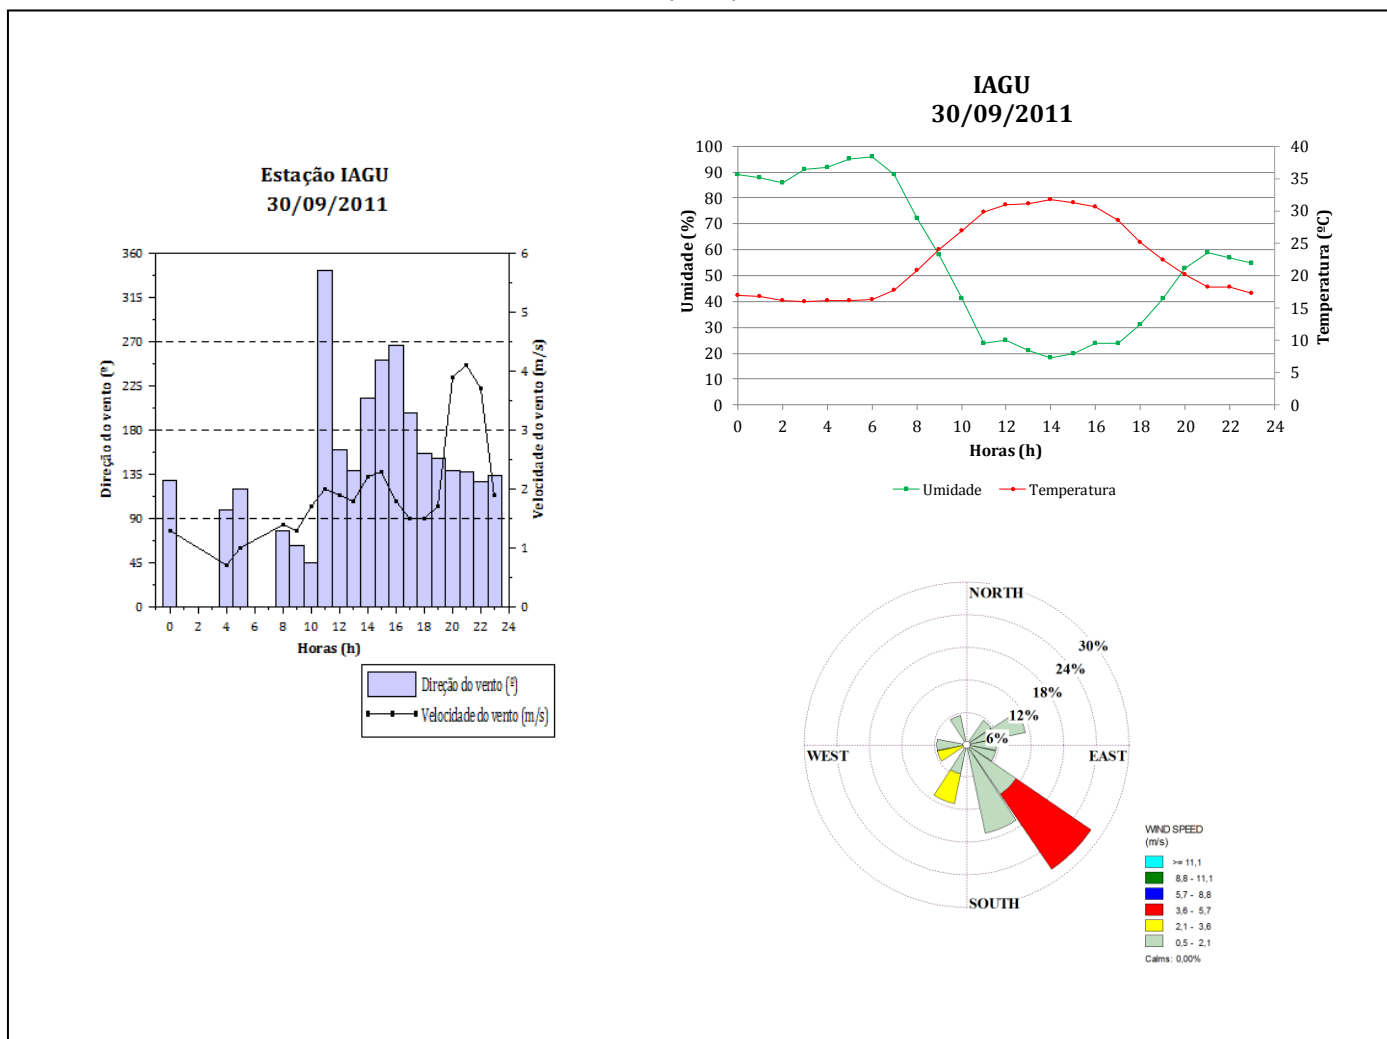 Estação IAGU
30/09/2011
360
315
270
225
180
135
90
45
0
Direção do vento (º)
6
5
4
3
2
1
0
Velocidade do vento (m/s)
0 2 4 6 8 10 12 14 16 18 20 22 24
Horas (h)
Direção do vento (º)
Velocidade do vento (m/s)
IAGU
30/09/2011
100
90
80
70
60
50
40
30
20
10
0
Umidade (%)
40
35
30
25
20
15
10
5
0
Temperatura (ºC)
0 2 4 6 8 10 12 14 16 18 20 22 24
Horas (h)
Umidade Temperatura
NORTH
30%
24%
18%
12%
6%
WEST EAST
SOUTH
WIND SPEED
(m/s)
>= 11,1
8,8 - 11,1
5,7 - 8,8
3,6 - 5,7
2,1 - 3,6
0,5 - 2,1
Calms: 0,00%